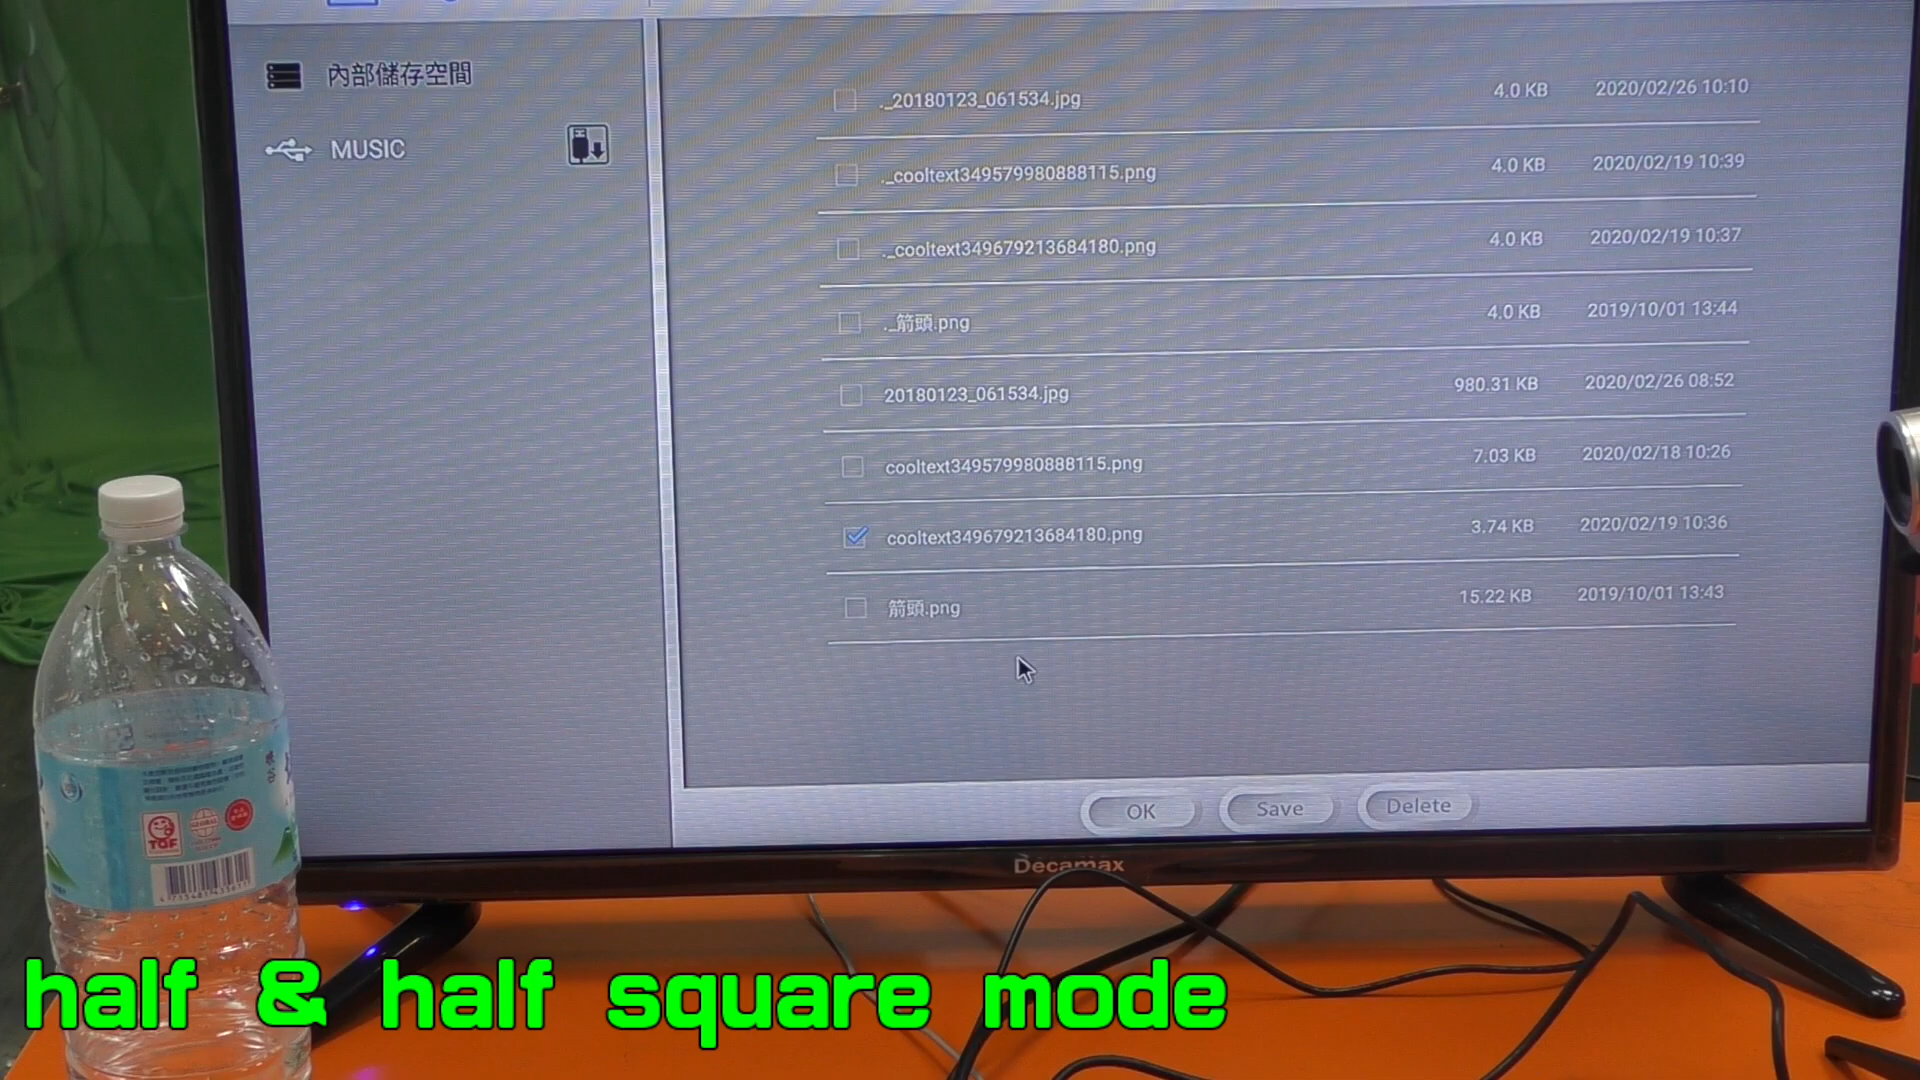 內部儲存空間
MUSIC
._20180123_061534.jpg 4.0 KB 2020/02/26 10:10
._cooltext349579980888115.png 4.0 KB 2020/02/19 10:39
._cooltext349679213684180.png 4.0 KB 2020/02/19 10:37
._箭頭.png 4.0 KB 2019/10/01 13:44
20180123_061534.jpg 980.31 KB 2020/02/26 08:52
cooltext349579980888115.png 7.03 KB 2020/02/18 10:26
cooltext349679213684180.png 3.74 KB 2020/02/19 10:36
箭頭.png 15.22 KB 2019/10/01 13:43
OK Save Delete
Decamax
TQF
GLOBAL
half & half square mode